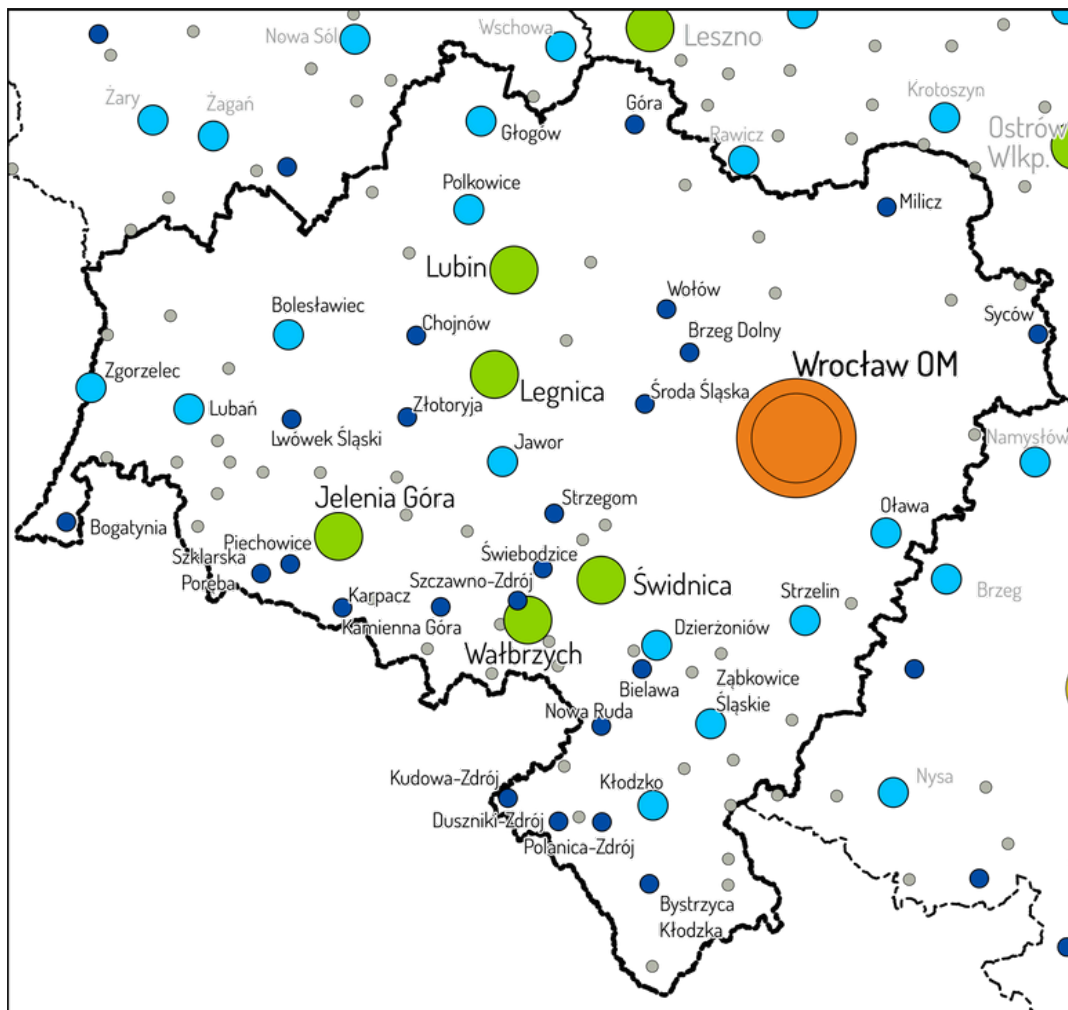 Nowa Sól
Wschowa
Leszno
Żary
Żagań
Głogów
Góra
Rawicz
Krotoszyn
Ostrów
Wlkp.
Polkowice
Milicz
Lubin
Bolesławiec
Chojnów
Wołów
Brzeg Dolny
Syców
Zgorzelec
Legnica
Środa Śląska
Wrocław OM
Lubań
Lwówek Śląski
Złotoryja
Jawor
Namysłów
Jelenia Góra
Strzegom
Oława
Bogatynia
Piechowice
Szklarska
Poręba
Świebodzice
Szczawno-Zdrój
Świdnica
Strzelin
Brzeg
Karpacz
Kamienna Góra
Wałbrzych
Dzierżoniów
Bielawa
Ząbkowice
Śląskie
Nowa Ruda
Kudowa-Zdrój
Kłodzko
Nysa
Duszniki-Zdrój
Polanica-Zdrój
Bystrzyca
Kłodzka